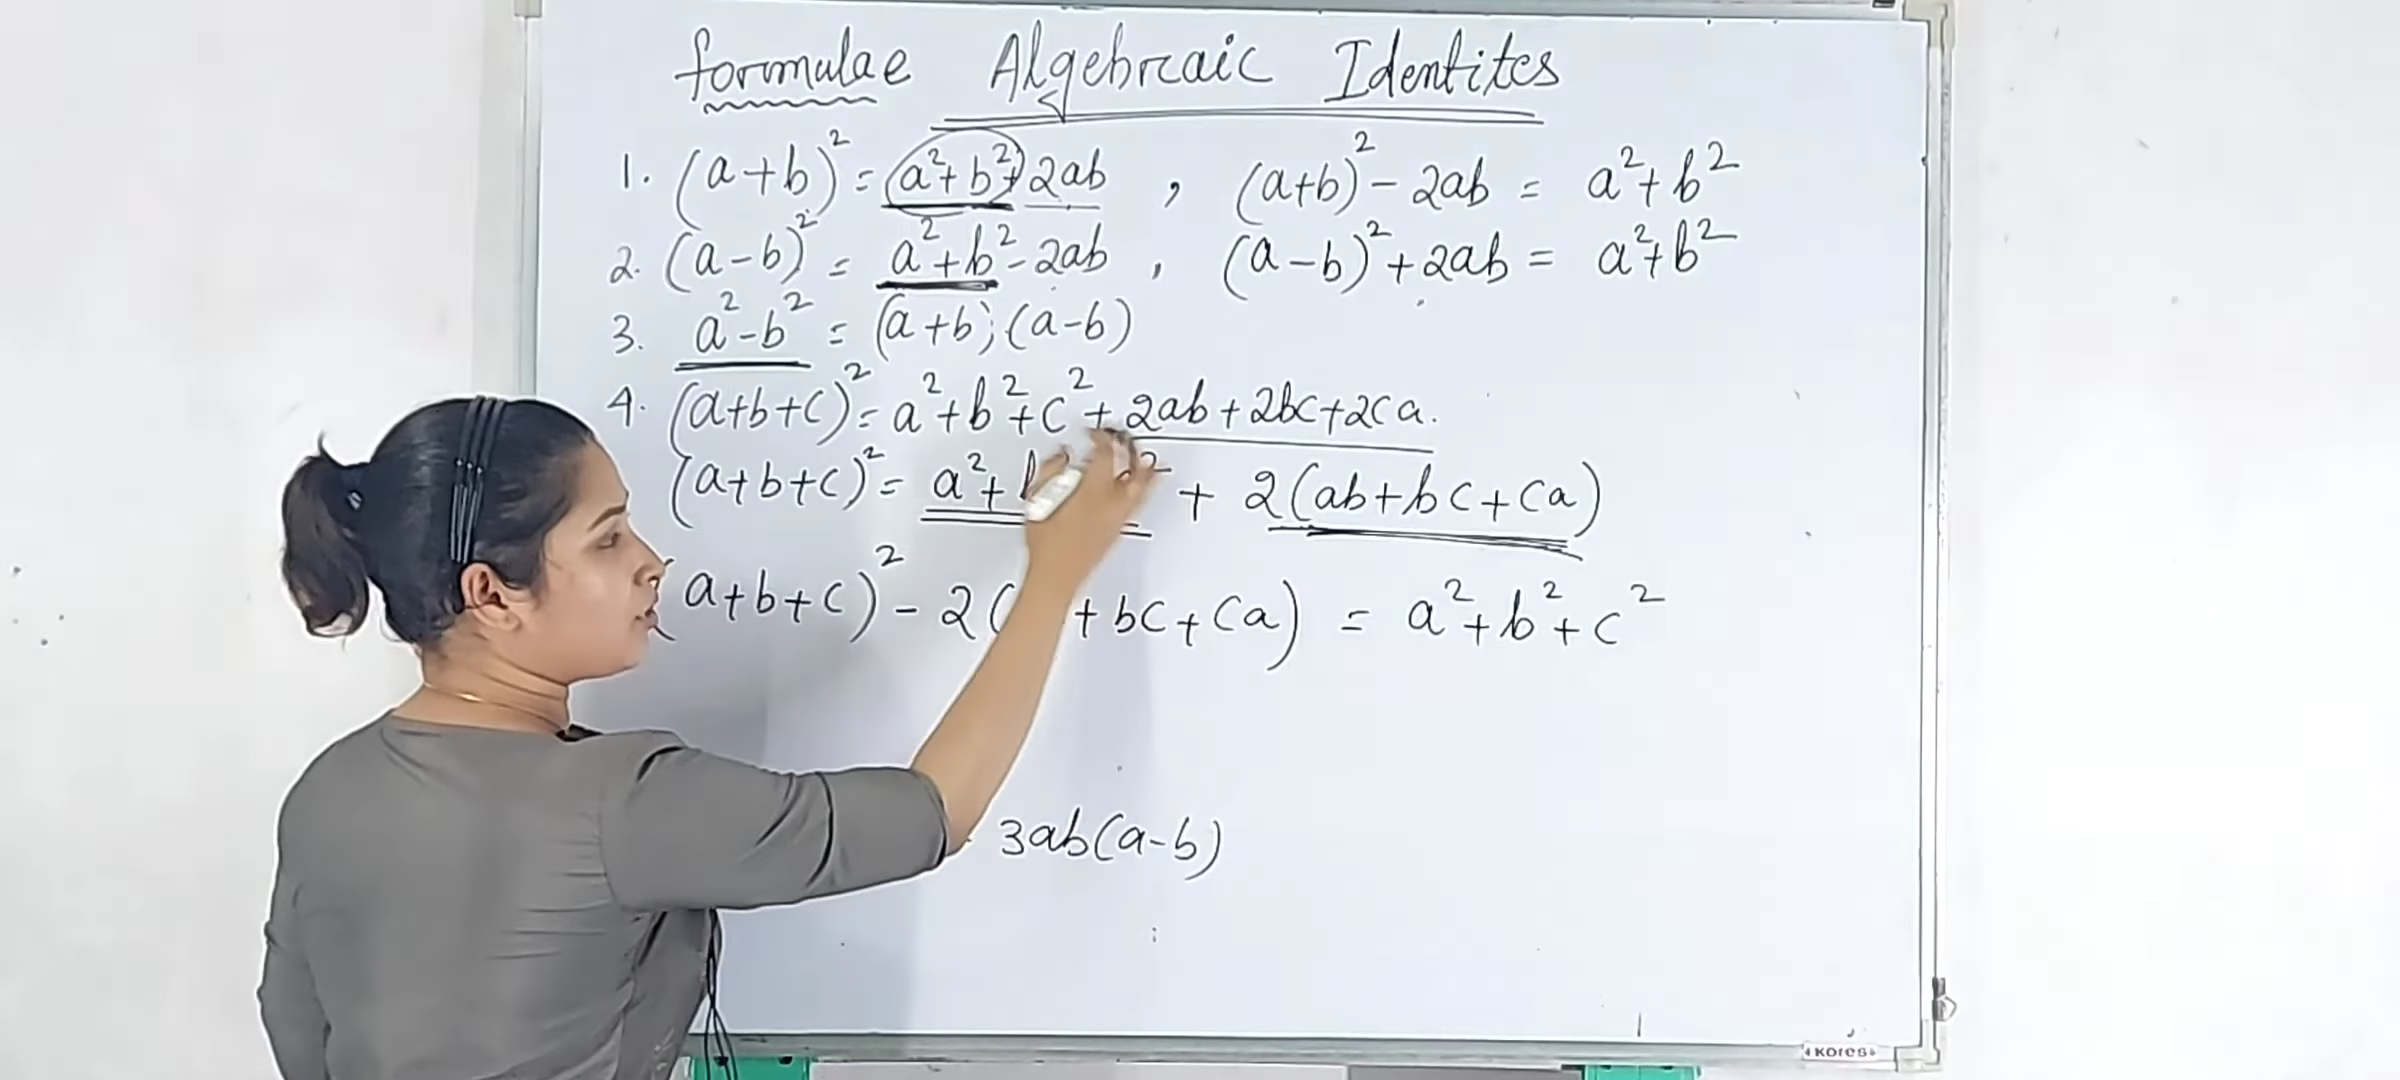 formulae Algebraic Identites
1. (a+b)² = (a²+b²)+2ab , (a+b)² - 2ab = a²+b²
2. (a-b)² = a²+b²-2ab , (a-b)²+2ab = a²+b²
3. a²-b² = (a+b);(a-b)
4. (a+b+c)² = a²+b²+c²+2ab+2bc+2ca.
(a+b+c)² = a²+ ² + 2(ab+bc+ca)
(a+b+c)² - 2( +bc+ca) = a²+b²+c²
3ab(a-b)
Kores